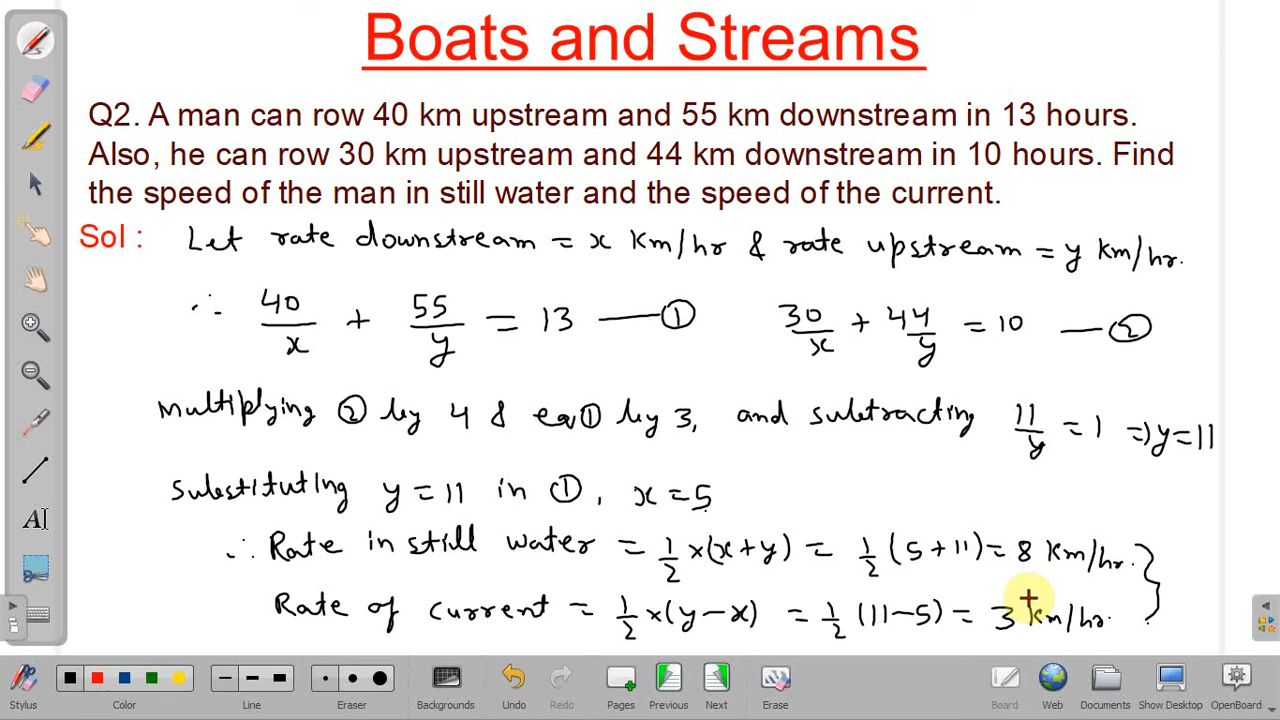 Boats and Streams
Q2. A man can row 40 km upstream and 55 km downstream in 13 hours.
Also, he can row 30 km upstream and 44 km downstream in 10 hours. Find
the speed of the man in still water and the speed of the current.
Sol : Let rate downstream = x Km/hr & rate upstream = y Km/hr.
∴ 40/x + 55/y = 13 —— ① 30/x + 44/y = 10 —— ②
Multiplying ② by 4 & eq ① by 3, and subtracting 11/y = 1 ⇒ y = 11
Substituting y = 11 in ①, x = 5
∴ Rate in still water = 1/2 × (x + y) = 1/2 (5 + 11) = 8 Km/hr.
Rate of current = 1/2 × (y − x) = 1/2 (11 − 5) = 3 Km/hr.
Stylus Color Line Eraser Backgrounds Undo Redo Pages Previous Next Erase Board Web Documents Show Desktop OpenBoard